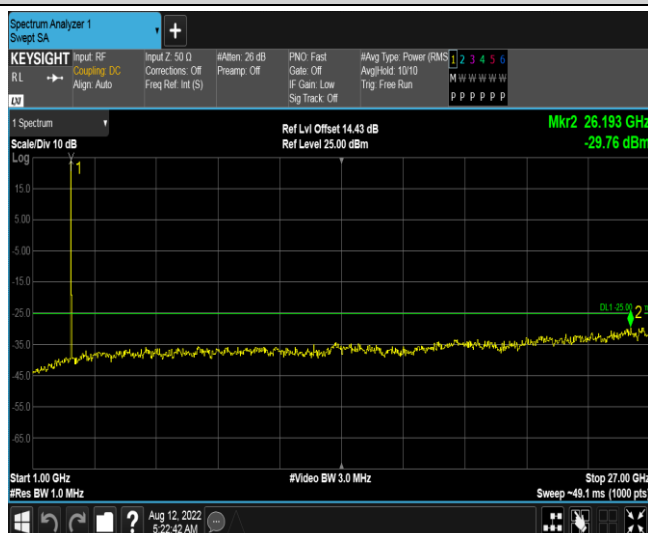 Spectrum Analyzer 1
Swept SA
+
KEYSIGHT
RL
Input: RF
Coupling: DC
Align: Auto
Input Z: 50 Ω
Corrections: Off
Freq Ref: Int (S)
#Atten: 26 dB
Preamp: Off
PNO: Fast
Gate: Off
IF Gain: Low
Sig Track: Off
#Avg Type: Power (RMS
Avg|Hold: 10/10
Trig: Free Run
1 2 3 4 5 6
M W W W W W
P P P P P P
LXI
1 Spectrum
Scale/Div 10 dB
Ref Lvl Offset 14.43 dB
Ref Level 25.00 dBm
Mkr2 26.193 GHz
-29.76 dBm
Log
1
15.0
5.00
-5.00
-15.0
-25.0
DL1 -25.00
2
-35.0
-45.0
-55.0
-65.0
Start 1.00 GHz
#Res BW 1.0 MHz
#Video BW 3.0 MHz
Stop 27.00 GHz
Sweep ~49.1 ms (1000 pts)
?
Aug 12, 2022
5:22:42 AM